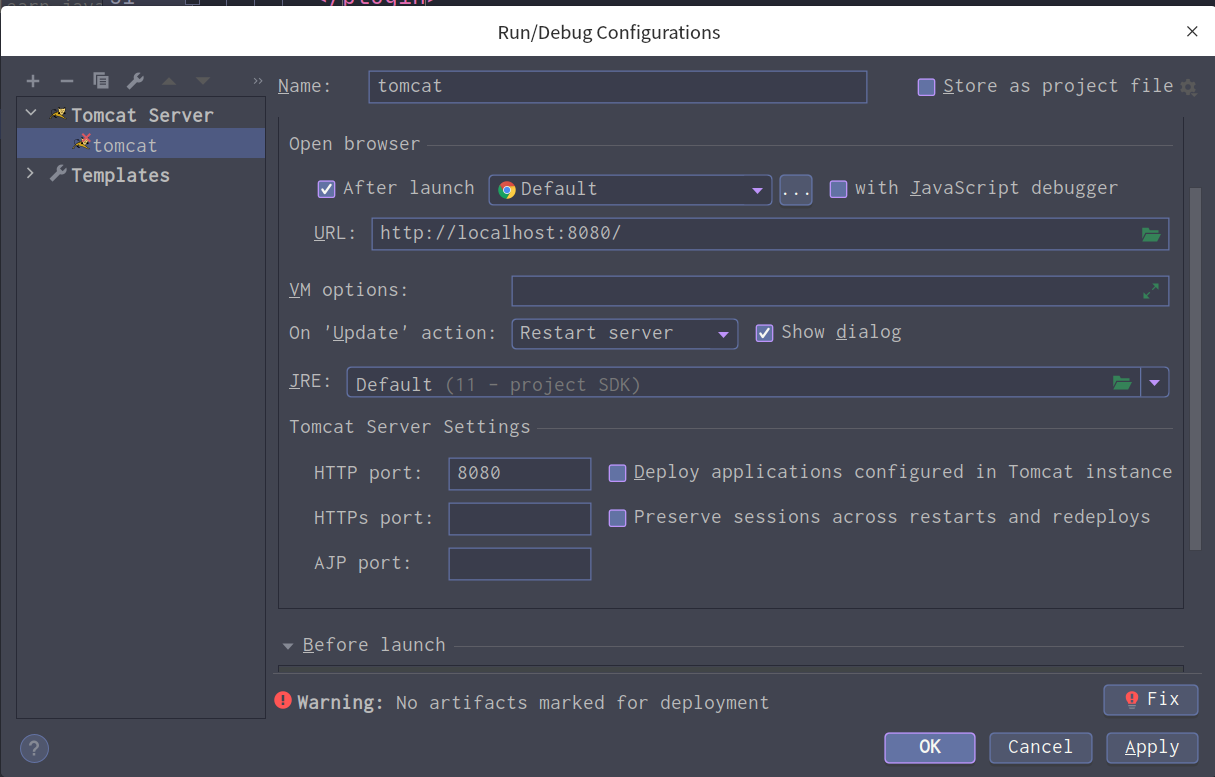 </plugin>
Run/Debug Configurations
Name: tomcat
Store as project file
Tomcat Server
tomcat
Templates
Open browser
After launch Default ... with JavaScript debugger
URL: http://localhost:8080/
VM options:
On 'Update' action: Restart server Show dialog
JRE: Default (11 - project SDK)
Tomcat Server Settings
HTTP port: 8080 Deploy applications configured in Tomcat instance
HTTPs port: Preserve sessions across restarts and redeploys
AJP port:
Before launch
Warning: No artifacts marked for deployment
Fix
? OK Cancel Apply